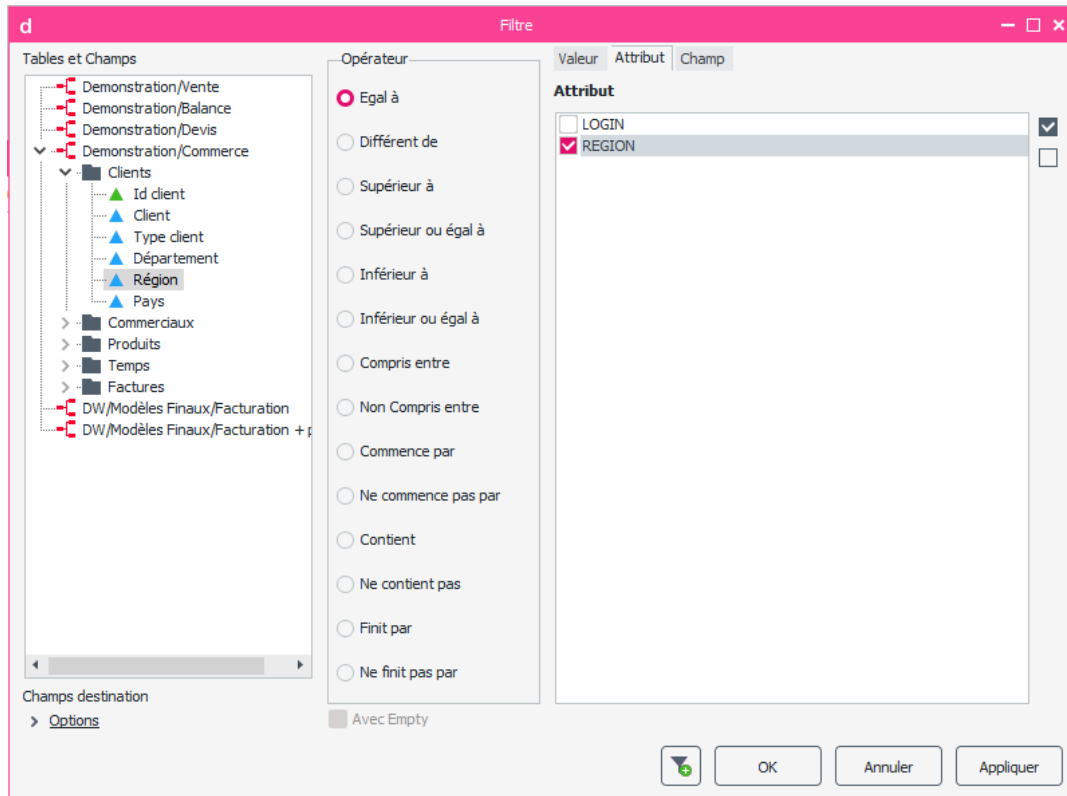 d
Filtre
Tables et Champs
Demonstration/Vente
Demonstration/Balance
Demonstration/Devis
Demonstration/Commerce
Clients
Id client
Client
Type client
Département
Région
Pays
Commerciaux
Produits
Temps
Factures
DW/Modèles Finaux/Facturation
DW/Modèles Finaux/Facturation +
Champs destination
Options
Opérateur
Egal à
Différent de
Supérieur à
Supérieur ou égal à
Inférieur à
Inférieur ou égal à
Compris entre
Non Compris entre
Commence par
Ne commence pas par
Contient
Ne contient pas
Finit par
Ne finit pas par
Avec Empty
Valeur Attribut Champ
Attribut
LOGIN
REGION
OK Annuler Appliquer